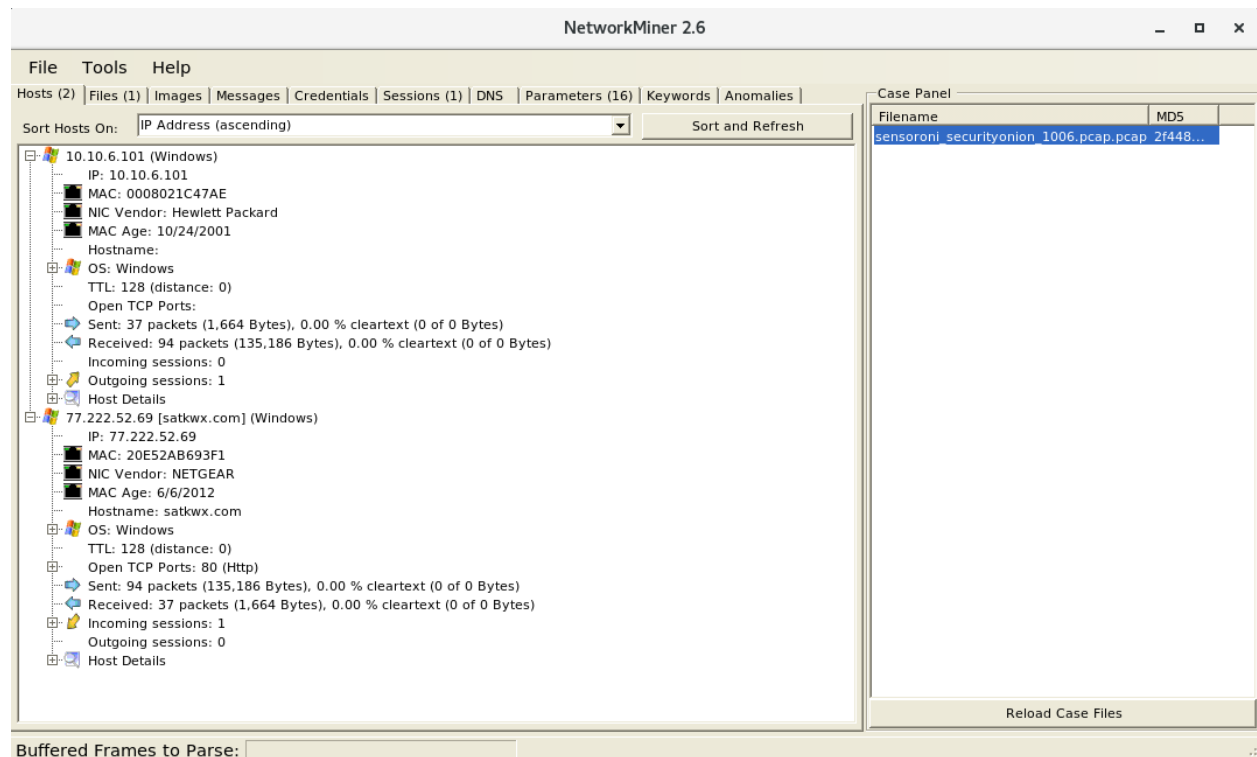 NetworkMiner 2.6
File Tools Help
Hosts (2) Files (1) Images Messages Credentials Sessions (1) DNS Parameters (16) Keywords Anomalies
Sort Hosts On: IP Address (ascending) Sort and Refresh
10.10.6.101 (Windows)
IP: 10.10.6.101
MAC: 0008021C47AE
NIC Vendor: Hewlett Packard
MAC Age: 10/24/2001
Hostname:
OS: Windows
TTL: 128 (distance: 0)
Open TCP Ports:
Sent: 37 packets (1,664 Bytes), 0.00 % cleartext (0 of 0 Bytes)
Received: 94 packets (135,186 Bytes), 0.00 % cleartext (0 of 0 Bytes)
Incoming sessions: 0
Outgoing sessions: 1
Host Details
77.222.52.69 [satkwx.com] (Windows)
IP: 77.222.52.69
MAC: 20E52AB693F1
NIC Vendor: NETGEAR
MAC Age: 6/6/2012
Hostname: satkwx.com
OS: Windows
TTL: 128 (distance: 0)
Open TCP Ports: 80 (Http)
Sent: 94 packets (135,186 Bytes), 0.00 % cleartext (0 of 0 Bytes)
Received: 37 packets (1,664 Bytes), 0.00 % cleartext (0 of 0 Bytes)
Incoming sessions: 1
Outgoing sessions: 0
Host Details
Case Panel
Filename MD5
sensoroni_securityonion_1006.pcap.pcap 2f448...
Reload Case Files
Buffered Frames to Parse: